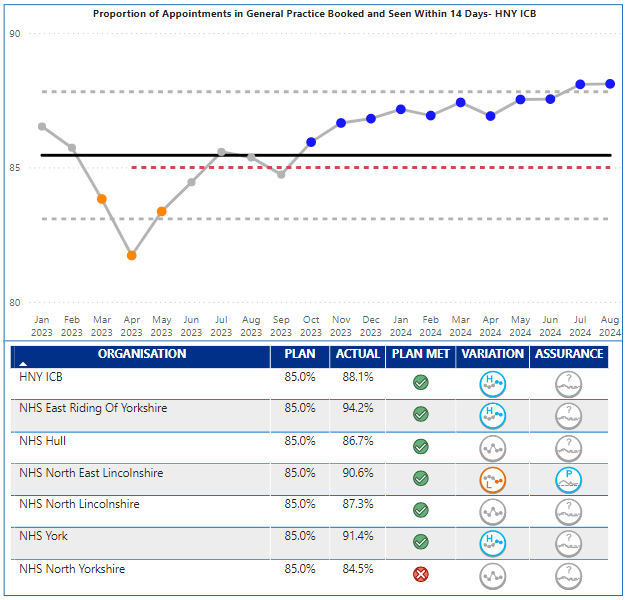 Proportion of Appointments in General Practice Booked and Seen Within 14 Days- HNY ICB
90
85
80
Jan Feb Mar Apr May Jun Jul Aug Sep Oct Nov Dec Jan Feb Mar Apr May Jun Jul Aug
2023 2023 2023 2023 2023 2023 2023 2023 2023 2023 2023 2023 2024 2024 2024 2024 2024 2024 2024 2024
ORGANISATION PLAN ACTUAL PLAN MET VARIATION ASSURANCE
HNY ICB 85.0% 88.1% H ?
NHS East Riding Of Yorkshire 85.0% 94.2% H ?
NHS Hull 85.0% 86.7% ?
NHS North East Lincolnshire 85.0% 90.6% L P
NHS North Lincolnshire 85.0% 87.3% ?
NHS York 85.0% 91.4% H ?
NHS North Yorkshire 85.0% 84.5% ?